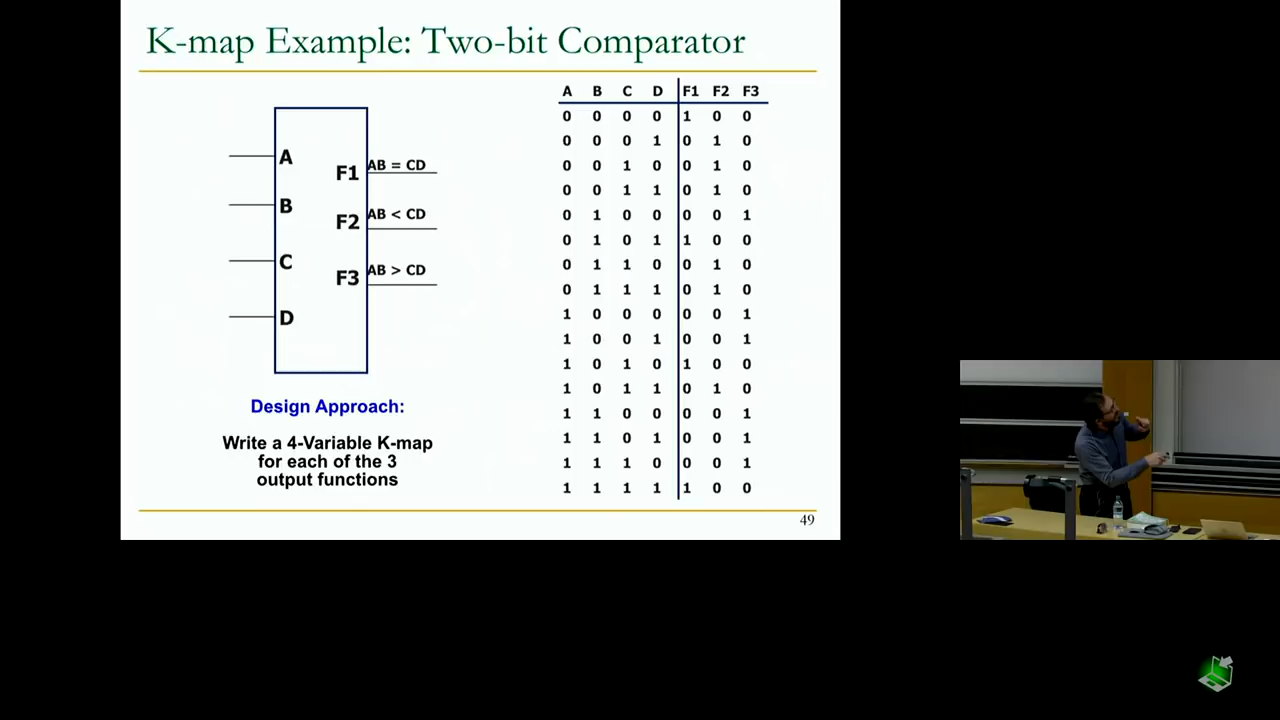 K-map Example: Two-bit Comparator
A
B
C
D
F1 AB = CD
F2 AB < CD
F3 AB > CD
Design Approach:
Write a 4-Variable K-map
for each of the 3
output functions
A B C D F1 F2 F3
0 0 0 0 1 0 0
0 0 0 1 0 1 0
0 0 1 0 0 1 0
0 0 1 1 0 1 0
0 1 0 0 0 0 1
0 1 0 1 1 0 0
0 1 1 0 0 1 0
0 1 1 1 0 1 0
1 0 0 0 0 0 1
1 0 0 1 0 0 1
1 0 1 0 1 0 0
1 0 1 1 0 1 0
1 1 0 0 0 0 1
1 1 0 1 0 0 1
1 1 1 0 0 0 1
1 1 1 1 1 0 0
49